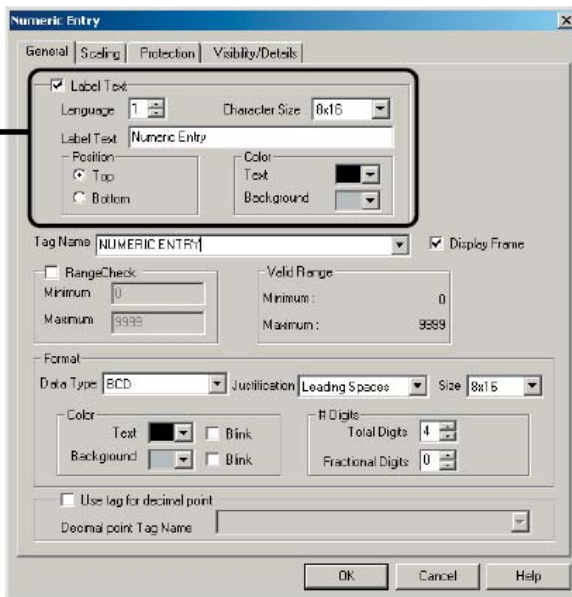 Numeric Entry
General Scaling Protection Visibility/Details
Label Text
Language 1 Character Size 8x16
Label Text Numeric Entry
Position Color
Top Text
Bottom Background
Tag Name NUMERIC ENTRY Display Frame
RangeCheck Valid Range
Minimum 0 Minimum : 0
Maximum 9999 Maximum : 9999
Format
Data Type BCD Justification Leading Spaces Size 8x16
Color # Digits
Text Blink Total Digits 4
Background Blink Fractional Digits 0
Use tag for decimal point
Decimal point Tag Name
OK Cancel Help